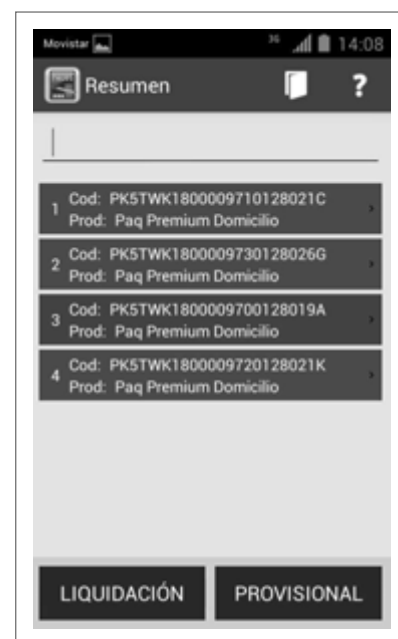 Movistar 3G 14:08
Resumen ?
1 Cod: PK5TWK1800009710128021C
Prod: Paq Premium Domicilio
2 Cod: PK5TWK1800009730128026G
Prod: Paq Premium Domicilio
3 Cod: PK5TWK1800009700128019A
Prod: Paq Premium Domicilio
4 Cod: PK5TWK1800009720128021K
Prod: Paq Premium Domicilio
LIQUIDACIÓN PROVISIONAL